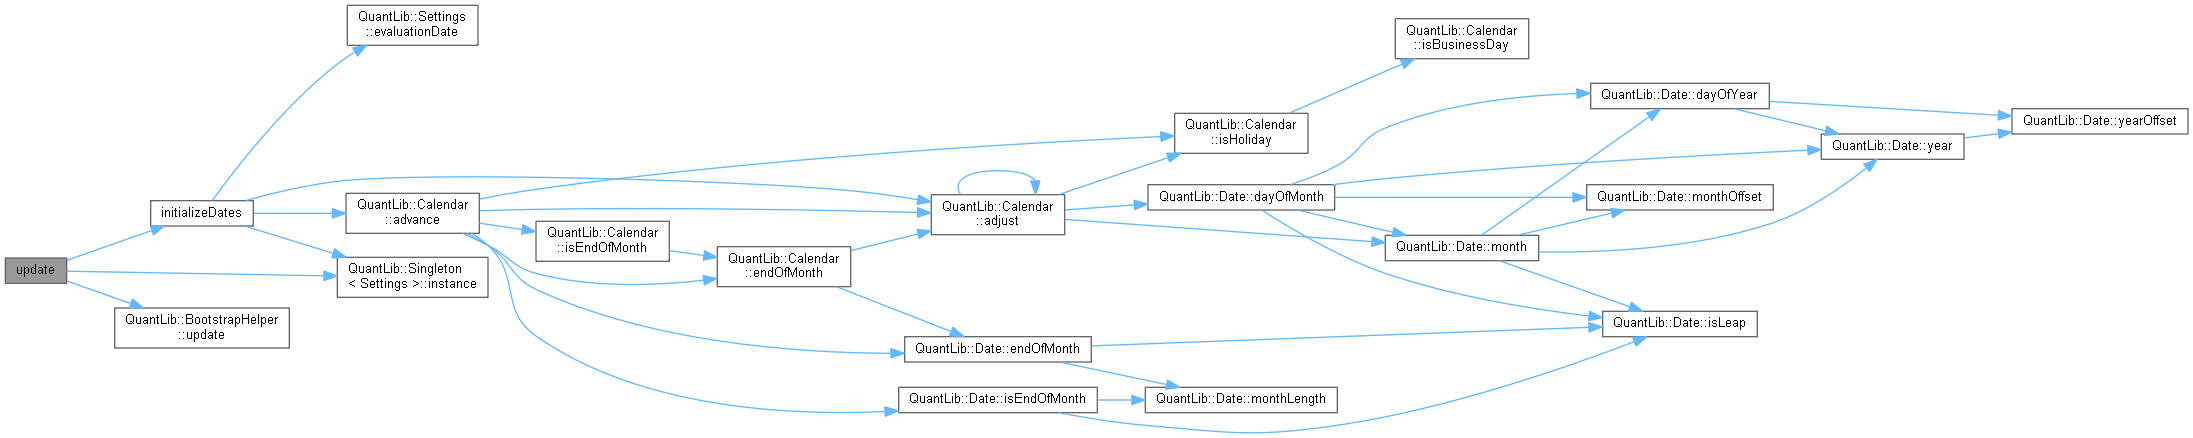 QuantLib::Settings
::evaluationDate
QuantLib::Calendar
::isBusinessDay
QuantLib::Date::dayOfYear
QuantLib::Date::yearOffset
QuantLib::Calendar
::isHoliday
QuantLib::Date::year
QuantLib::Date::dayOfMonth
QuantLib::Date::monthOffset
initializeDates
QuantLib::Calendar
::advance
QuantLib::Calendar
::adjust
QuantLib::Calendar
::isEndOfMonth
QuantLib::Date::month
QuantLib::Calendar
::endOfMonth
update
QuantLib::Singleton
< Settings >::instance
QuantLib::BootstrapHelper
::update
QuantLib::Date::isLeap
QuantLib::Date::endOfMonth
QuantLib::Date::isEndOfMonth
QuantLib::Date::monthLength